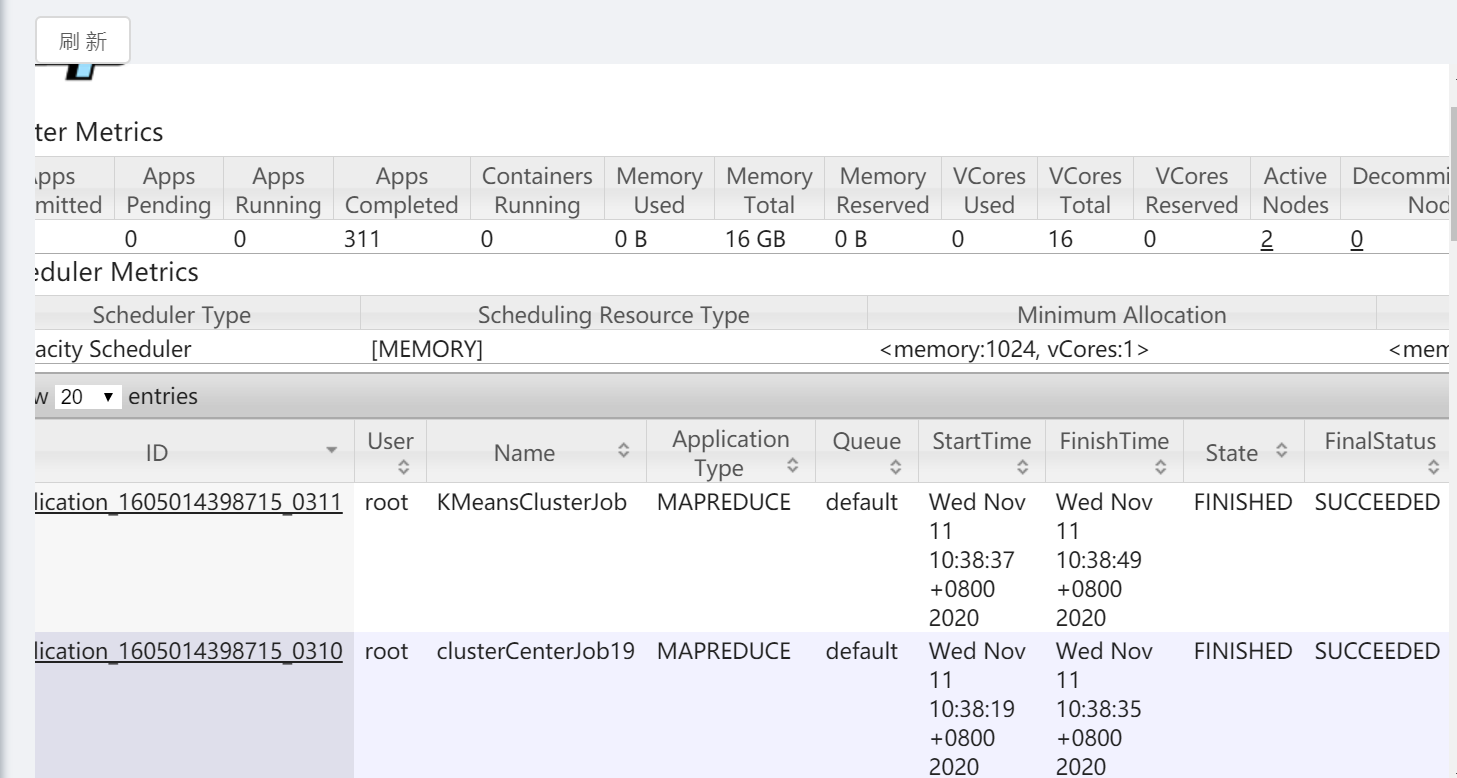 刷 新
ter Metrics
Apps Apps Apps Apps Containers Memory Memory Memory VCores VCores VCores Active Decommi
mitted Pending Running Completed Running Used Total Reserved Used Total Reserved Nodes Nod
0 0 311 0 0 B 16 GB 0 B 0 16 0 2 0
eduler Metrics
Scheduler Type Scheduling Resource Type Minimum Allocation
acity Scheduler [MEMORY] <memory:1024, vCores:1> <mem
w 20 entries
ID User Name Application Type Queue StartTime FinishTime State FinalStatus
lication_1605014398715_0311 root KMeansClusterJob MAPREDUCE default Wed Nov Wed Nov FINISHED SUCCEEDED
11 11
10:38:37 10:38:49
+0800 +0800
2020 2020
lication_1605014398715_0310 root clusterCenterJob19 MAPREDUCE default Wed Nov Wed Nov FINISHED SUCCEEDED
11 11
10:38:19 10:38:35
+0800 +0800
2020 2020